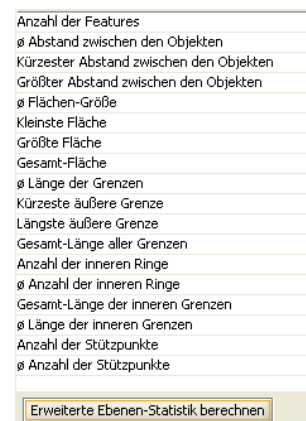 Anzahl der Features
ø Abstand zwischen den Objekten
Kürzester Abstand zwischen den Objekten
Größter Abstand zwischen den Objekten
ø Flächen-Größe
Kleinste Fläche
Größte Fläche
Gesamt-Fläche
ø Länge der Grenzen
Kürzeste äußere Grenze
Längste äußere Grenze
Gesamt-Länge aller Grenzen
Anzahl der inneren Ringe
ø Anzahl der inneren Ringe
Gesamt-Länge der inneren Grenzen
ø Länge der inneren Grenzen
Anzahl der Stützpunkte
ø Anzahl der Stützpunkte
Erweiterte Ebenen-Statistik berechnen